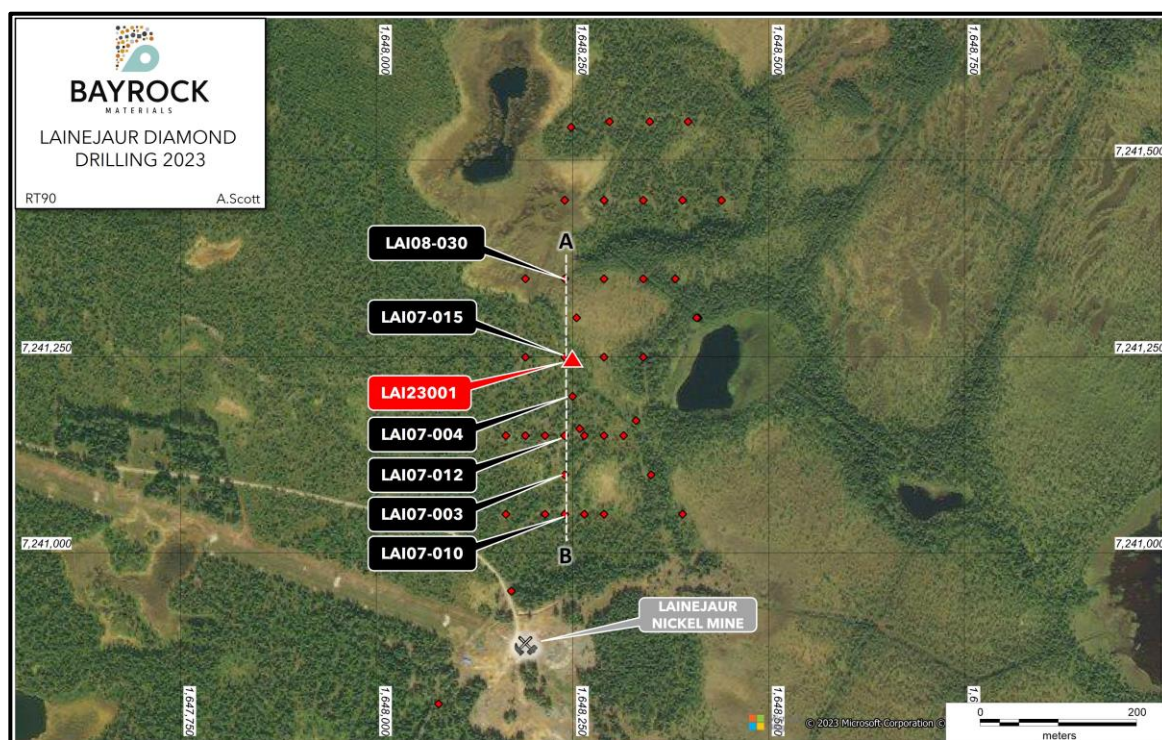 BAYROCK
MATERIALS
LAINEJAUR DIAMOND
DRILLING 2023
RT90
A.Scott
1,648,000
1,648,250
1,648,500
1,648,750
7,241,500
A
LAI08-030
LAI07-015
7,241,250
7,241,250
LAI23001
LAI07-004
LAI07-012
LAI07-003
LAI07-010
7,241,000
7,241,000
B
LAINEJAUR
NICKEL MINE
1,647,750
1,648,000
1,648,250
1,648,500
© 2023 Microsoft Corporation ©
0
200
meters